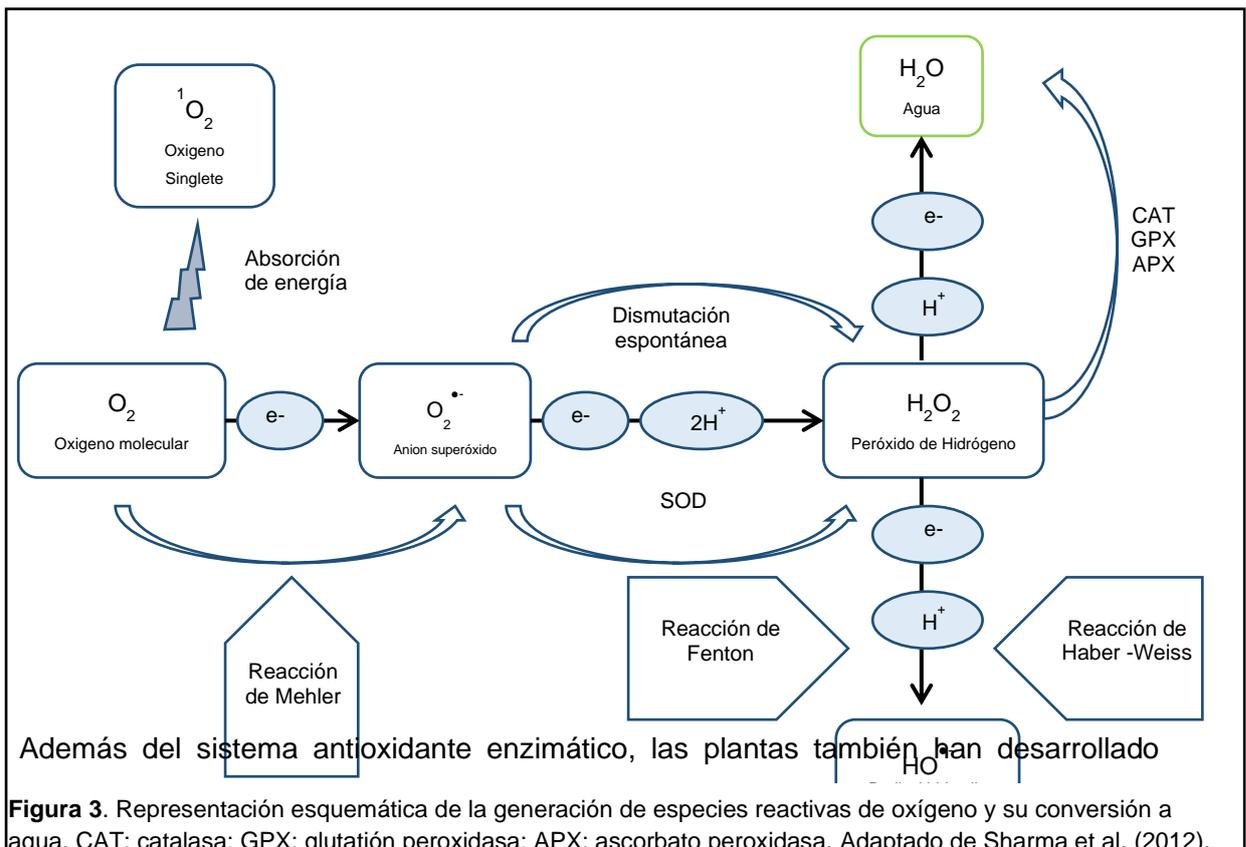 H2O
Agua
1O2
Oxigeno
Singlete
Absorción
de energía
e-
H+
CAT
GPX
APX
Dismutación
espontánea
O2
Oxigeno molecular
e-
O2•-
Anion superóxido
e-
2H+
H2O2
Peróxido de Hidrógeno
SOD
e-
H+
Reacción de
Fenton
Reacción de
Haber -Weiss
Reacción
de Mehler
Además del sistema antioxidante enzimático, las plantas también han desarrollado
HO•-
Figura 3. Representación esquemática de la generación de especies reactivas de oxígeno y su conversión a
agua. CAT: catalasa; GPX: glutatión peroxidasa; APX: ascorbato peroxidasa. Adaptado de Sharma et al. (2012).